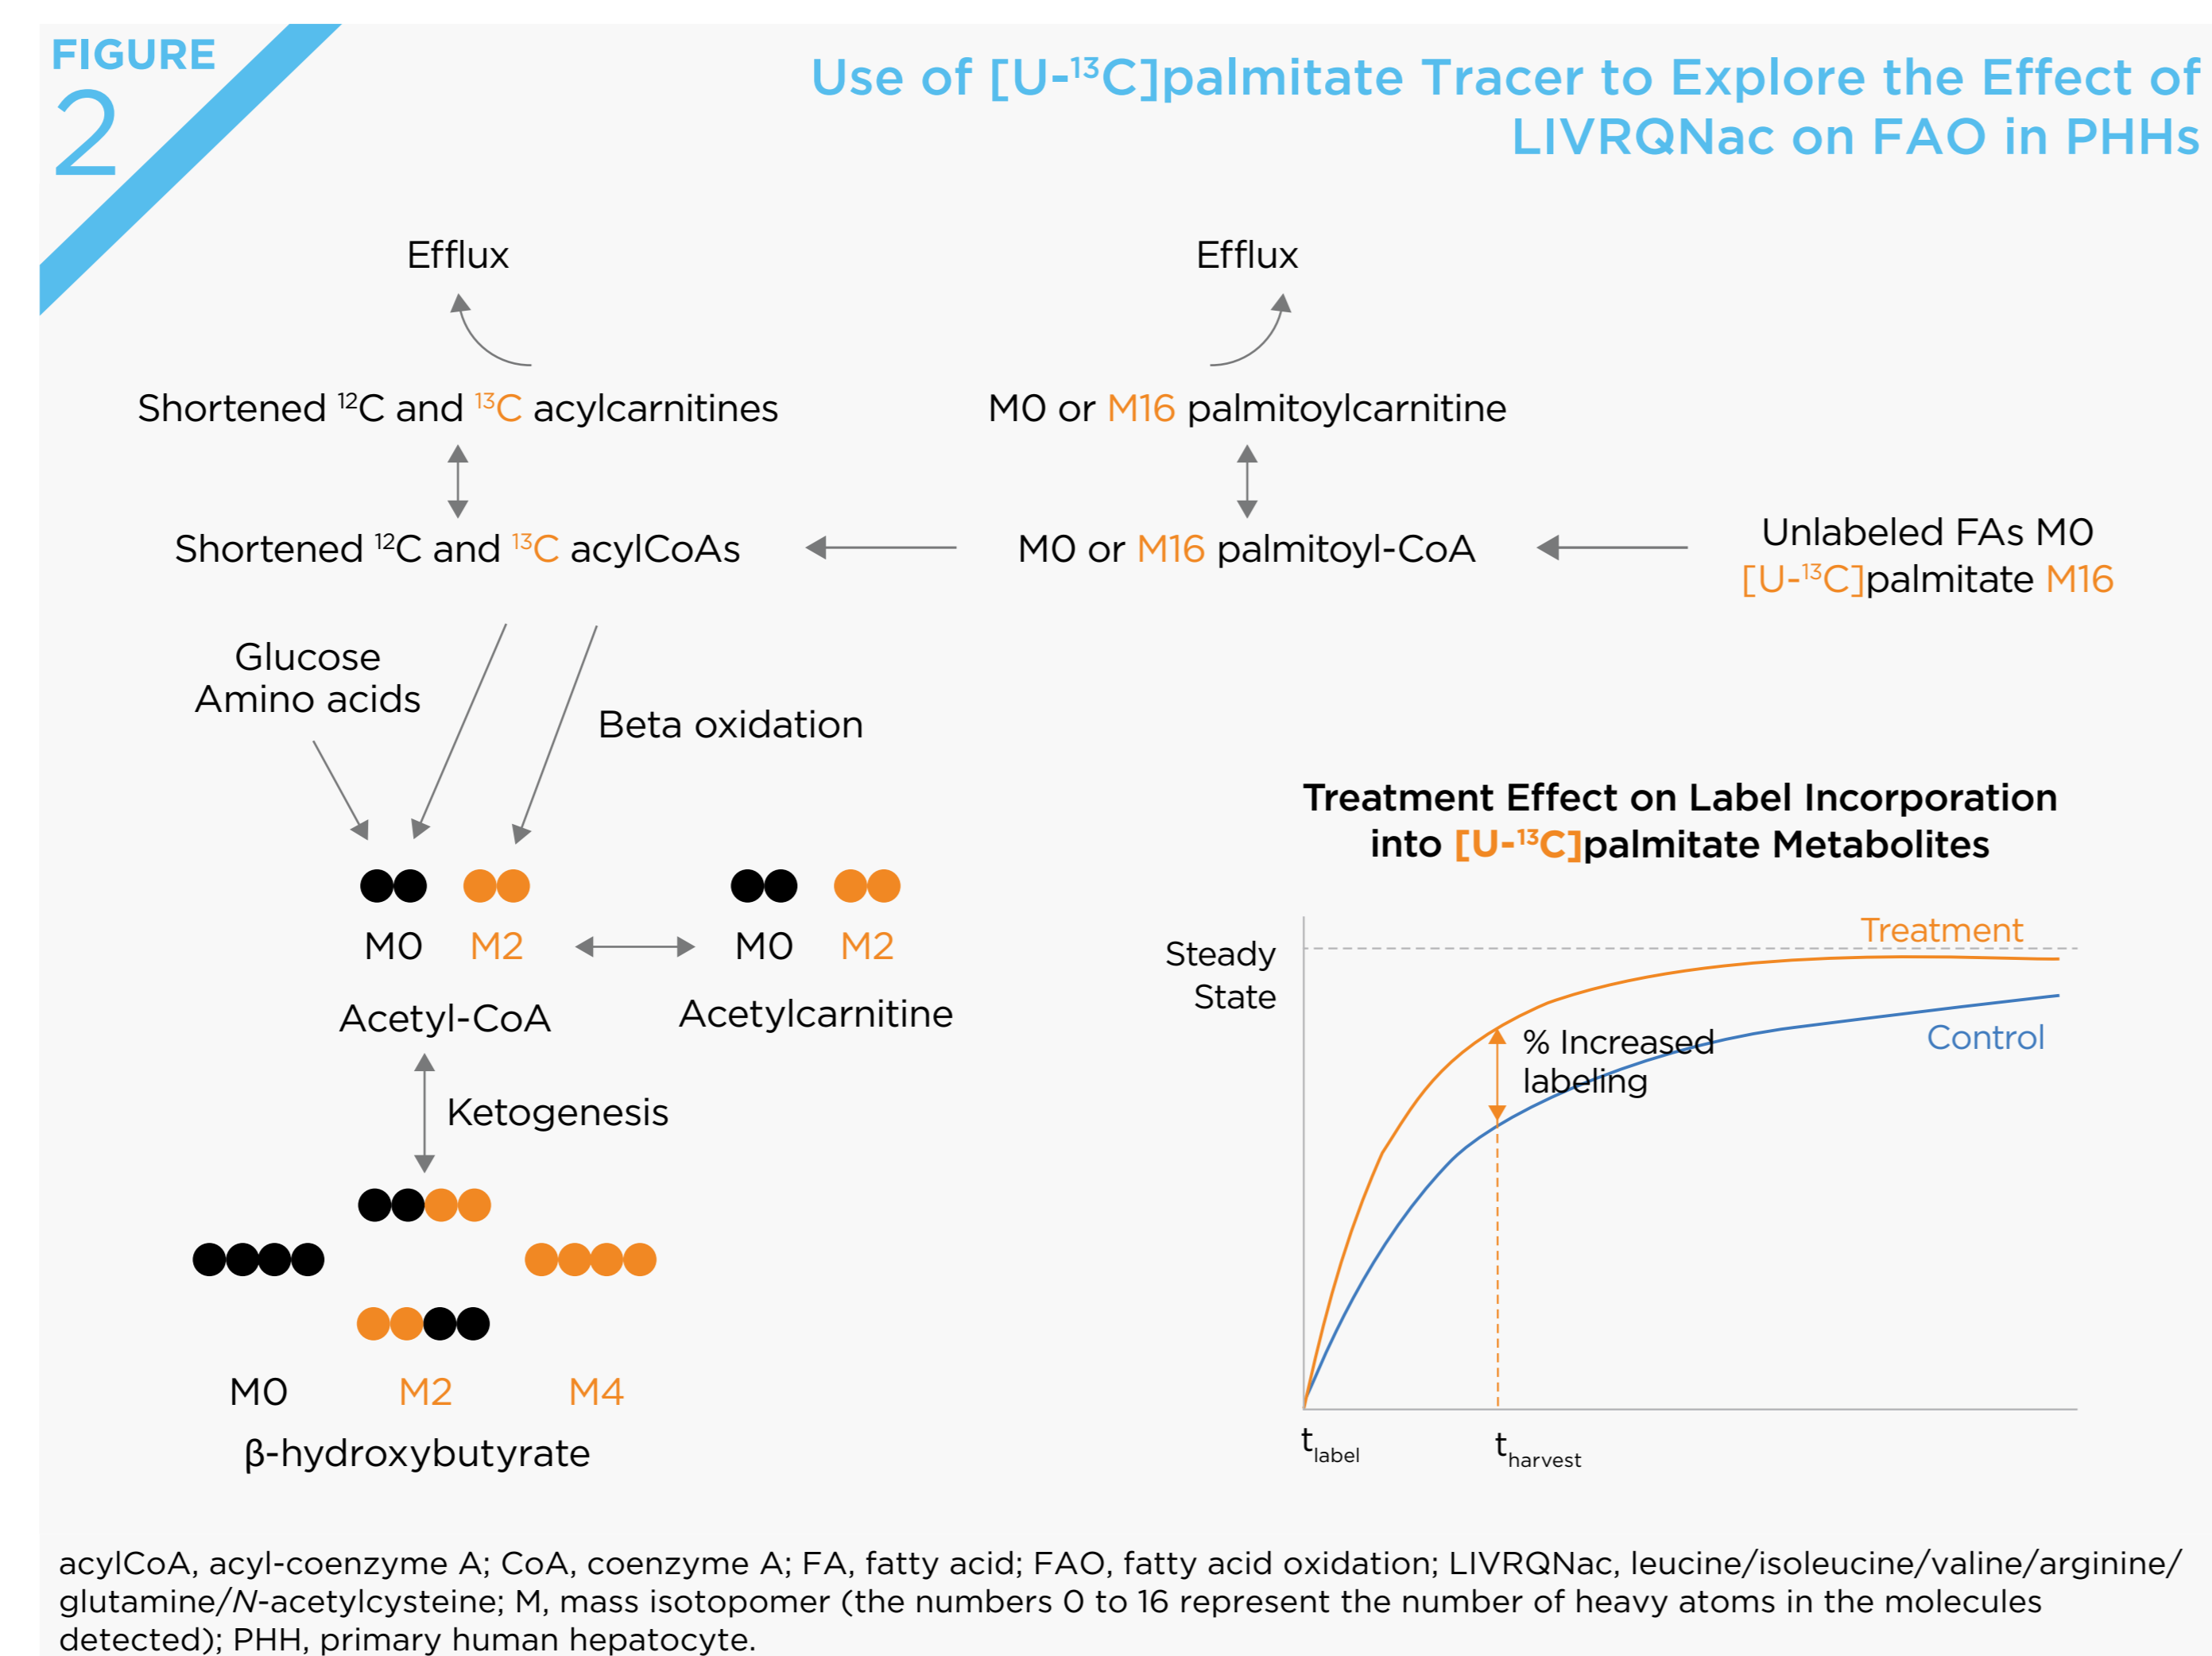 FIGURE
2
Use of [U-¹³C]palmitate Tracer to Explore the Effect of
LIVRQNac on FAO in PHHs
Efflux
Efflux
Shortened ¹²C and ¹³C acylcarnitines
M0 or M16 palmitoylcarnitine
Shortened ¹²C and ¹³C acylCoAs
M0 or M16 palmitoyl-CoA
Unlabeled FAs M0
[U-¹³C]palmitate M16
Glucose
Amino acids
Beta oxidation
M0 M2
M0 M2
Acetyl-CoA
Acetylcarnitine
Ketogenesis
M0 M2 M4
β-hydroxybutyrate
Treatment Effect on Label Incorporation
into [U-¹³C]palmitate Metabolites
Steady
State
Treatment
% Increased
labeling
Control
t_label
t_harvest
acylCoA, acyl-coenzyme A; CoA, coenzyme A; FA, fatty acid; FAO, fatty acid oxidation; LIVRQNac, leucine/isoleucine/valine/arginine/
glutamine/N-acetylcysteine; M, mass isotopomer (the numbers 0 to 16 represent the number of heavy atoms in the molecules
detected); PHH, primary human hepatocyte.